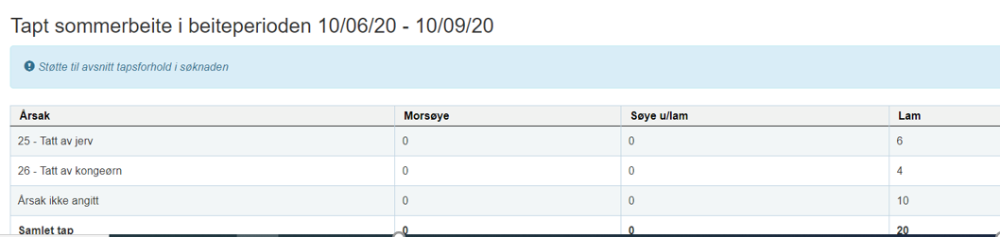 Tapt sommerbeite i beiteperioden 10/06/20 - 10/09/20
Støtte til avsnitt tapsforhold i søknaden
Årsak Morsøye Søye u/lam Lam
25 - Tatt av jerv 0 0 6
26 - Tatt av kongeørn 0 0 4
Årsak ikke angitt 0 0 10
Samlet tap 0 0 20